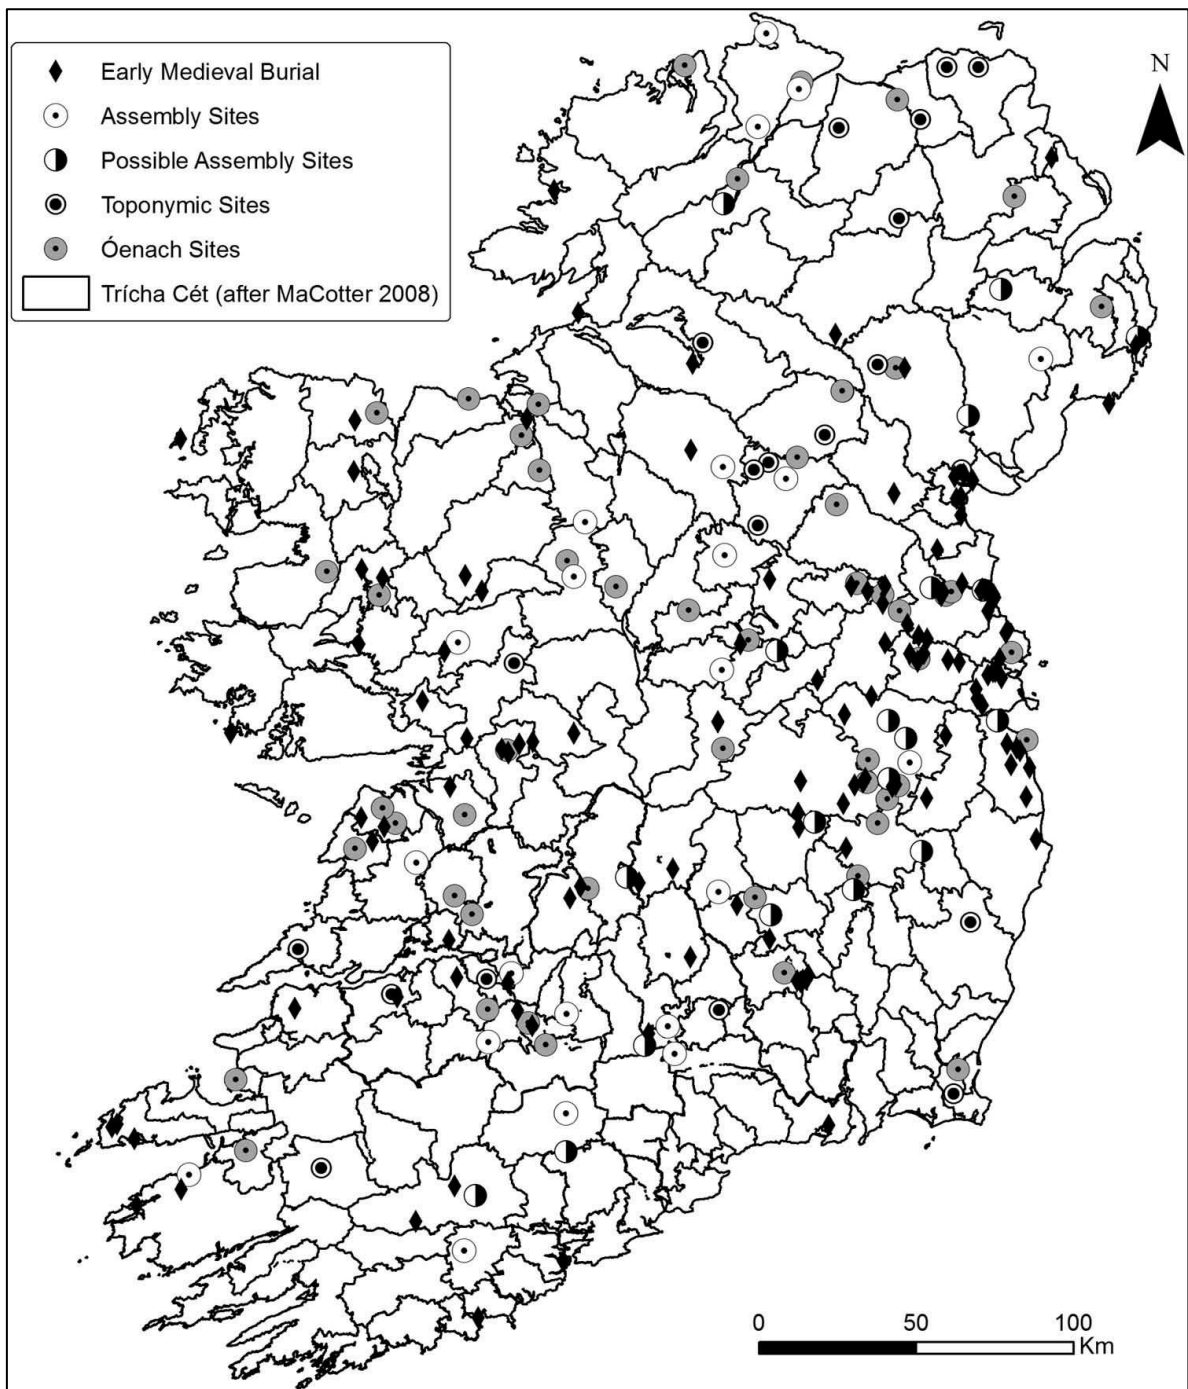 Early Medieval Burial
Assembly Sites
Possible Assembly Sites
Toponymic Sites
Óenach Sites
Trícha Cét (after MaCotter 2008)
N
0 50 100
Km